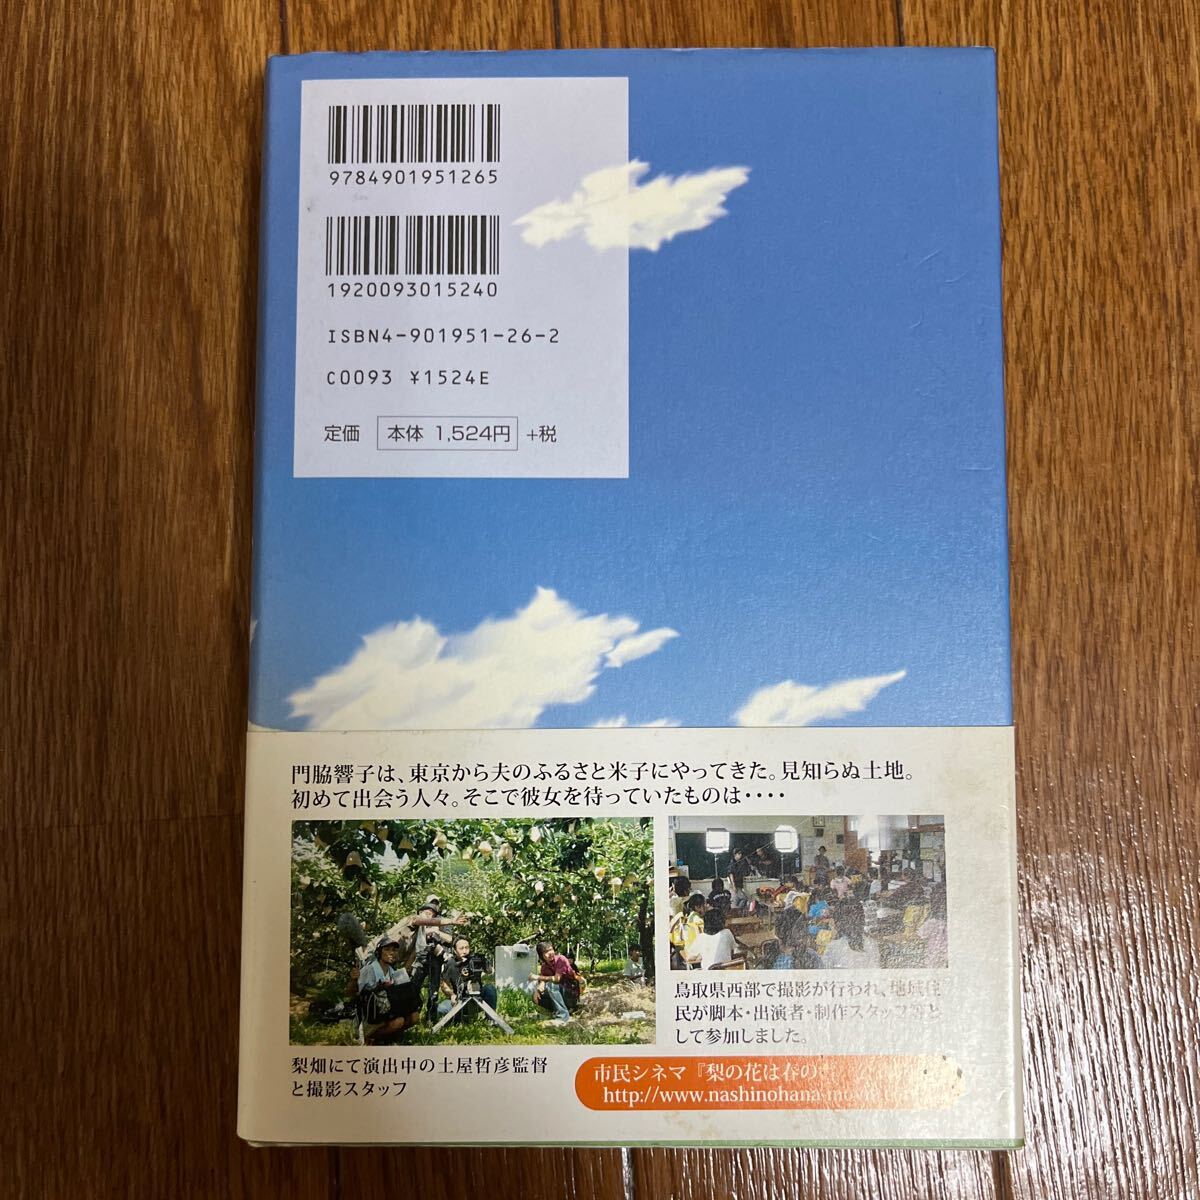 9784901951265
1920093015240
ISBN4-901951-26-2
C0093 ¥1524E
定価 本体 1,524円 +税
門脇響子は、東京から夫のふるさと米子にやってきた。見知らぬ土地。
初めて出会う人々。そこで彼女を待っていたものは・・・・
鳥取県西部で撮影が行われ、地域住
民が脚本・出演者・制作スタッフ等と
して参加しました。
梨畑にて演出中の土屋哲彦監督
と撮影スタッフ
市民シネマ『梨の花は春の
http://www.nashinohana-movie.com